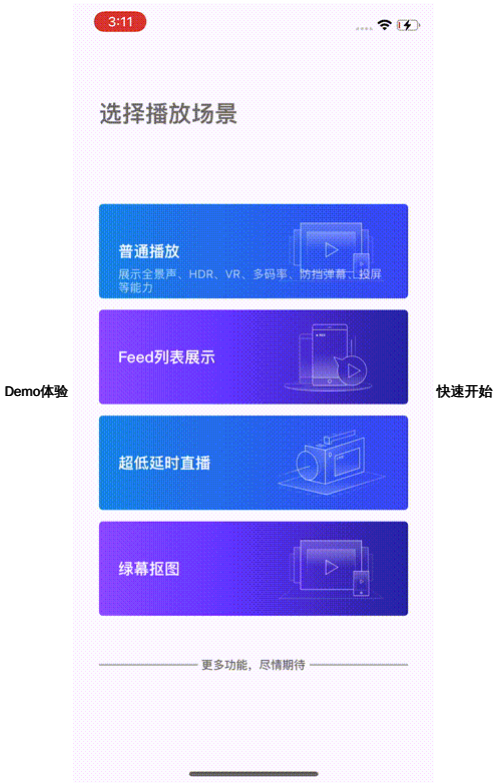 3:11
选择播放场景
普通播放
展示全景声、HDR、VR、多码率、防挡弹幕、投屏
等能力
Feed列表展示
Demo体验
快速开始
超低延时直播
绿幕抠图
更多功能，尽情期待